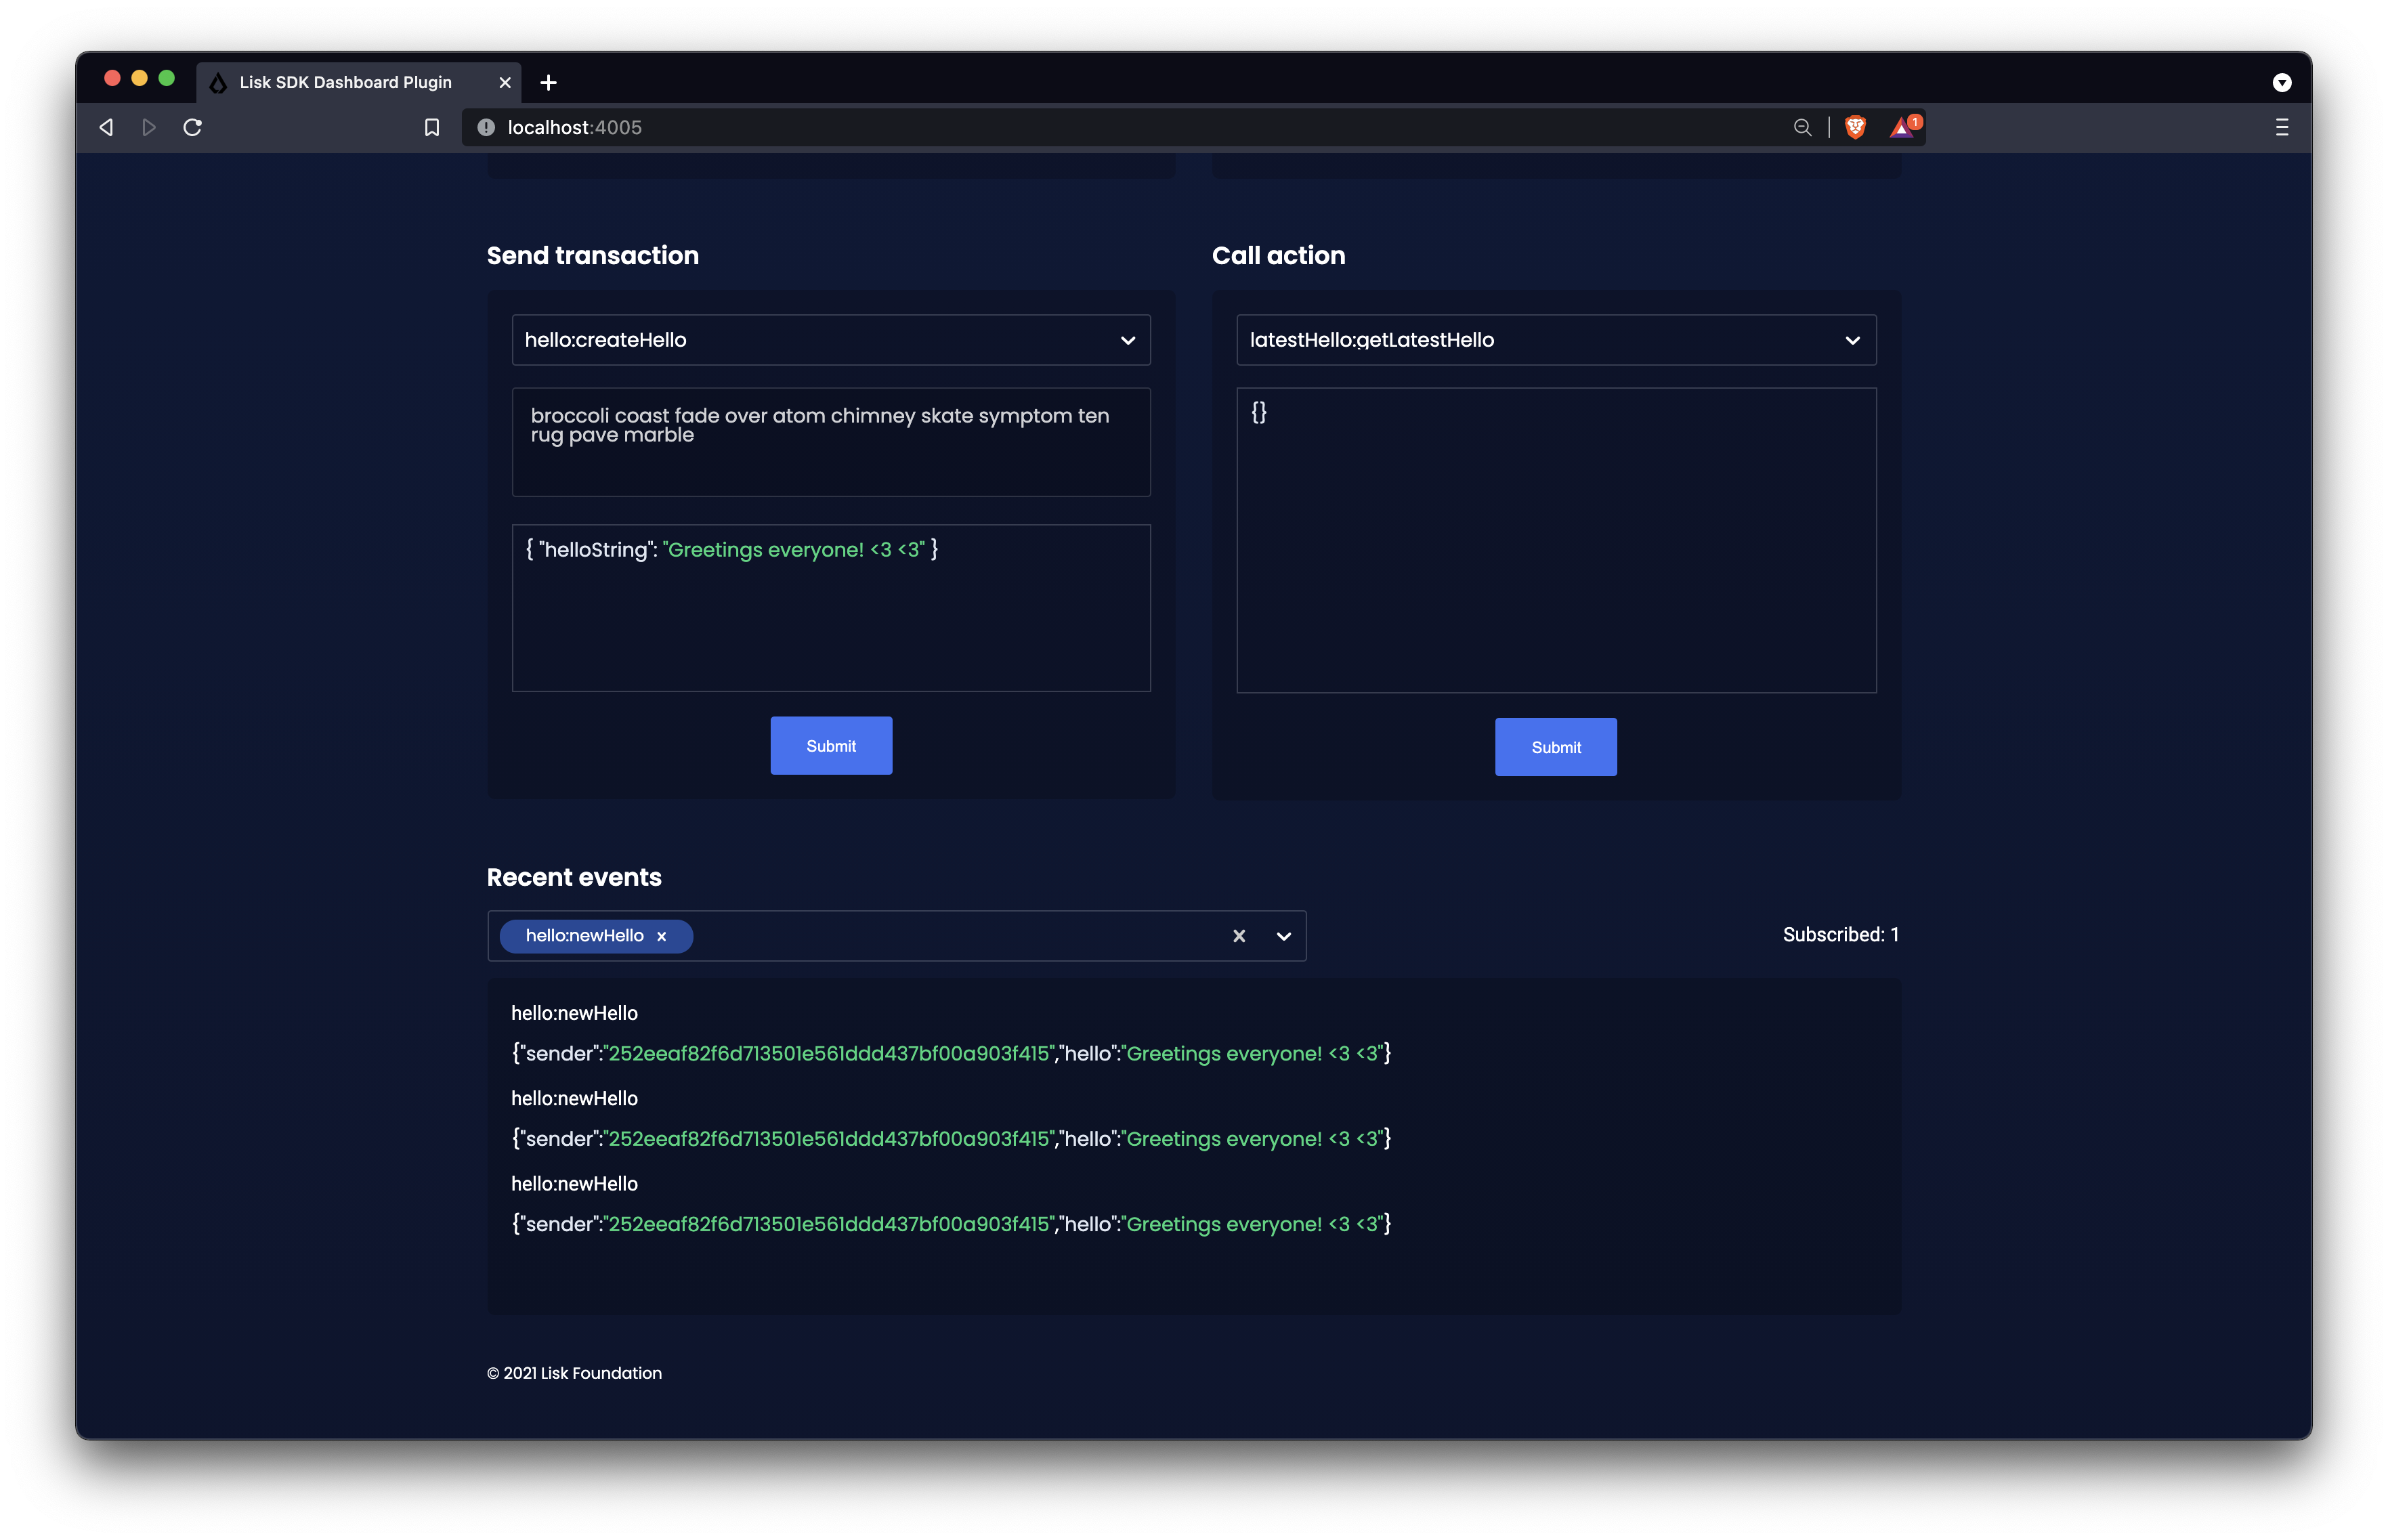 Lisk SDK Dashboard Plugin
localhost:4005
1
Send transaction
hello:createHello
broccoli coast fade over atom chimney skate symptom ten
rug pave marble
{ "helloString": "Greetings everyone! <3 <3" }
Submit
Call action
latestHello:getLatestHello
{}
Submit
Recent events
hello:newHello
Subscribed: 1
hello:newHello
{"sender":"252eeaf82f6d713501e561ddd437bf00a903f415","hello":"Greetings everyone! <3 <3"}
hello:newHello
{"sender":"252eeaf82f6d713501e561ddd437bf00a903f415","hello":"Greetings everyone! <3 <3"}
hello:newHello
{"sender":"252eeaf82f6d713501e561ddd437bf00a903f415","hello":"Greetings everyone! <3 <3"}
© 2021 Lisk Foundation